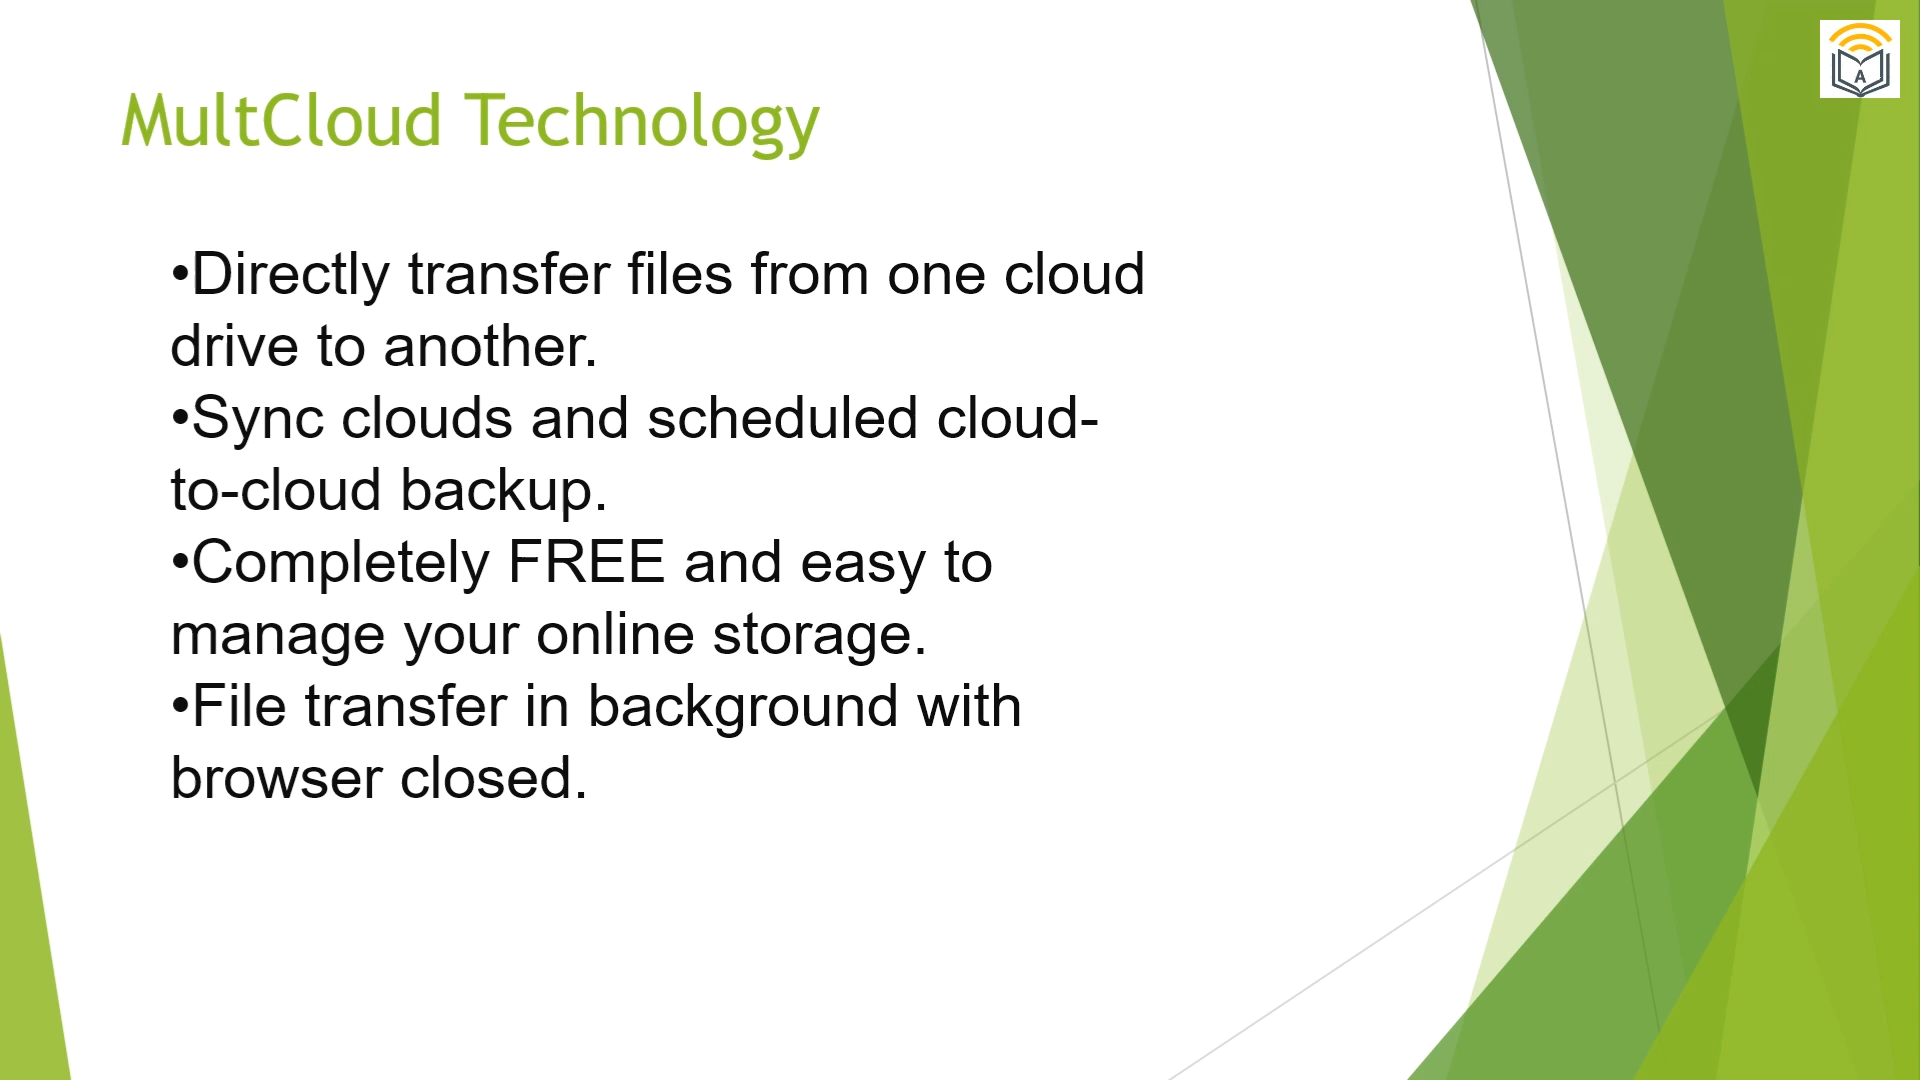 MultCloud Technology
•Directly transfer files from one cloud
drive to another.
•Sync clouds and scheduled cloud-
to-cloud backup.
•Completely FREE and easy to
manage your online storage.
•File transfer in background with
browser closed.
A